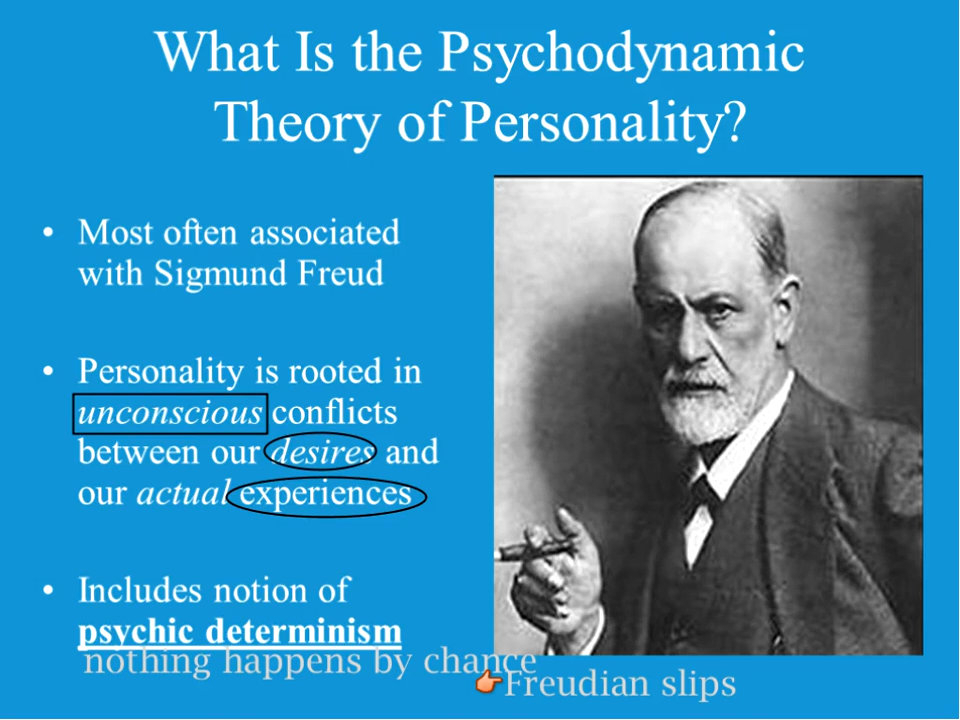 What Is the Psychodynamic
Theory of Personality?
• Most often associated
with Sigmund Freud
• Personality is rooted in
unconscious conflicts
between our desires and
our actual experiences
• Includes notion of
psychic determinism
nothing happens by chance
Freudian slips